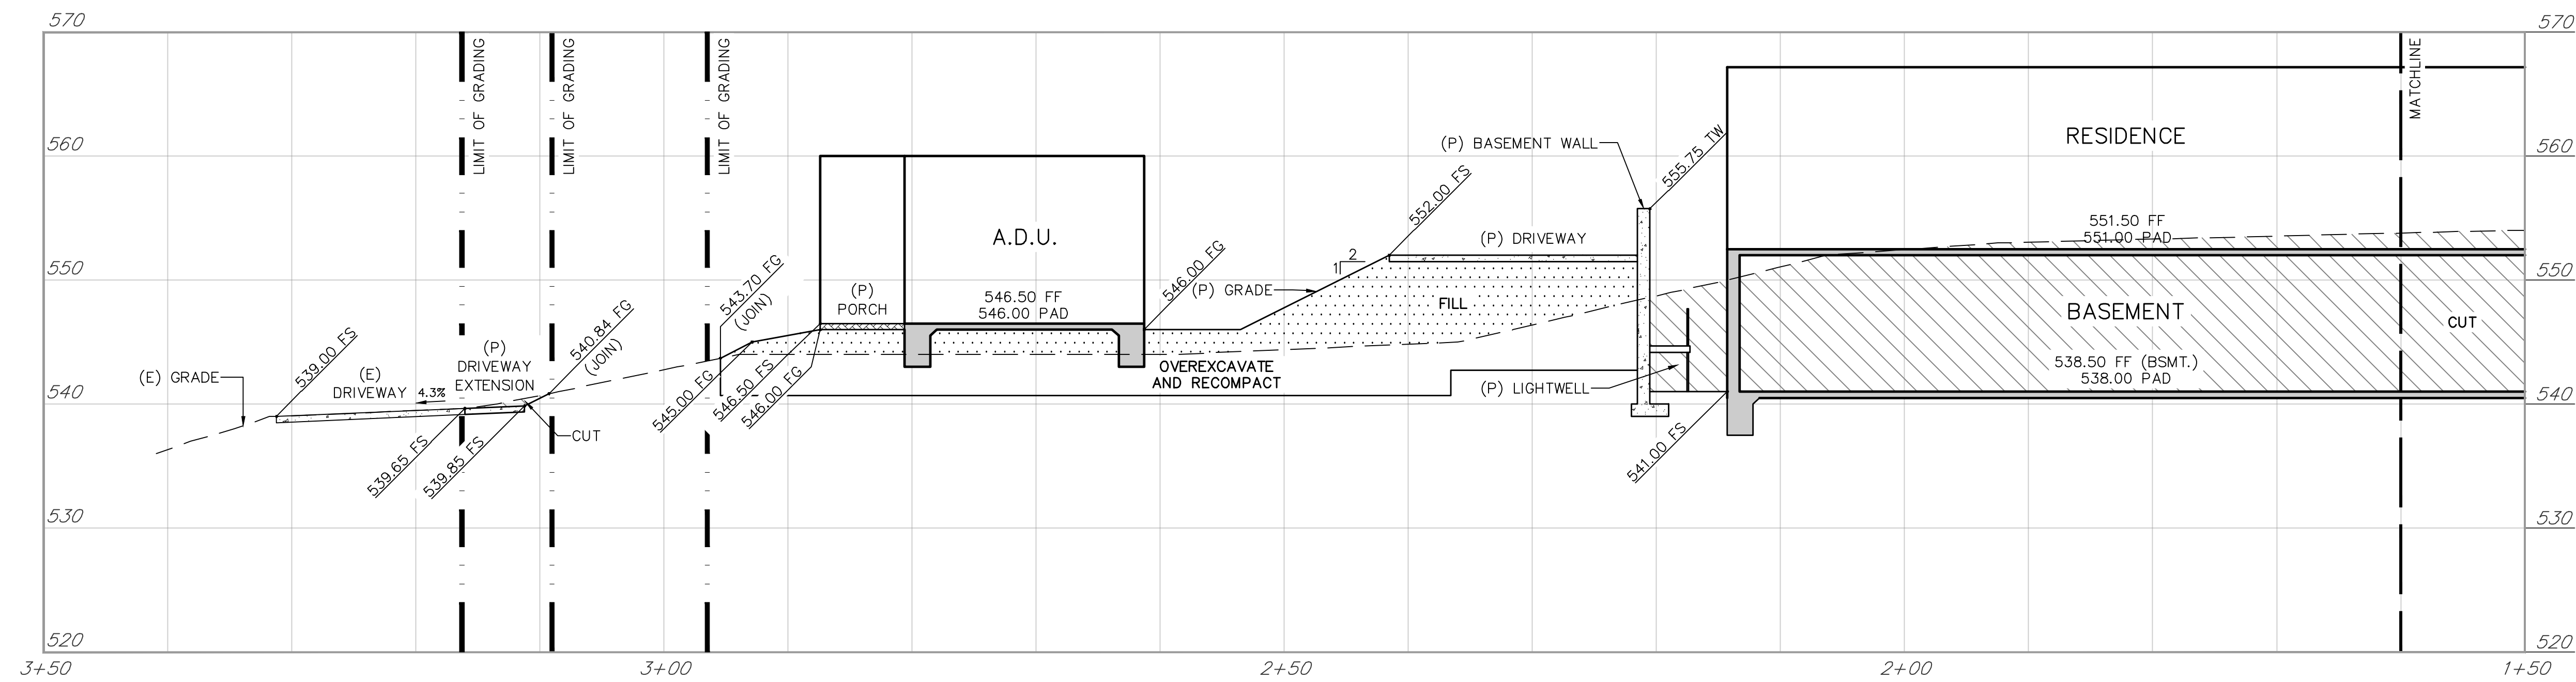 570
570
LIMIT OF GRADING
LIMIT OF GRADING
LIMIT OF GRADING
MATCHLINE
560
560
(P) BASEMENT WALL
555.75 TW
RESIDENCE
552.00 FS
551.50 FF
551.00 PAD
A.D.U.
(P) DRIVEWAY
546.00 FG
2
1
550
550
543.70 FG
(JOIN)
(P)
PORCH
546.50 FF
546.00 PAD
(P) GRADE
FILL
BASEMENT
CUT
540.84 FG
(JOIN)
539.00 FS
(P)
DRIVEWAY
EXTENSION
(E) GRADE
(E)
DRIVEWAY
4.3%
OVEREXCAVATE
AND RECOMPACT
(P) LIGHTWELL
538.50 FF (BSMT.)
538.00 PAD
540
540
545.00 FG
546.50 FS
546.00 FG
CUT
539.65 FS
539.85 FS
541.00 FS
530
530
520
520
3+50
3+00
2+50
2+00
1+50